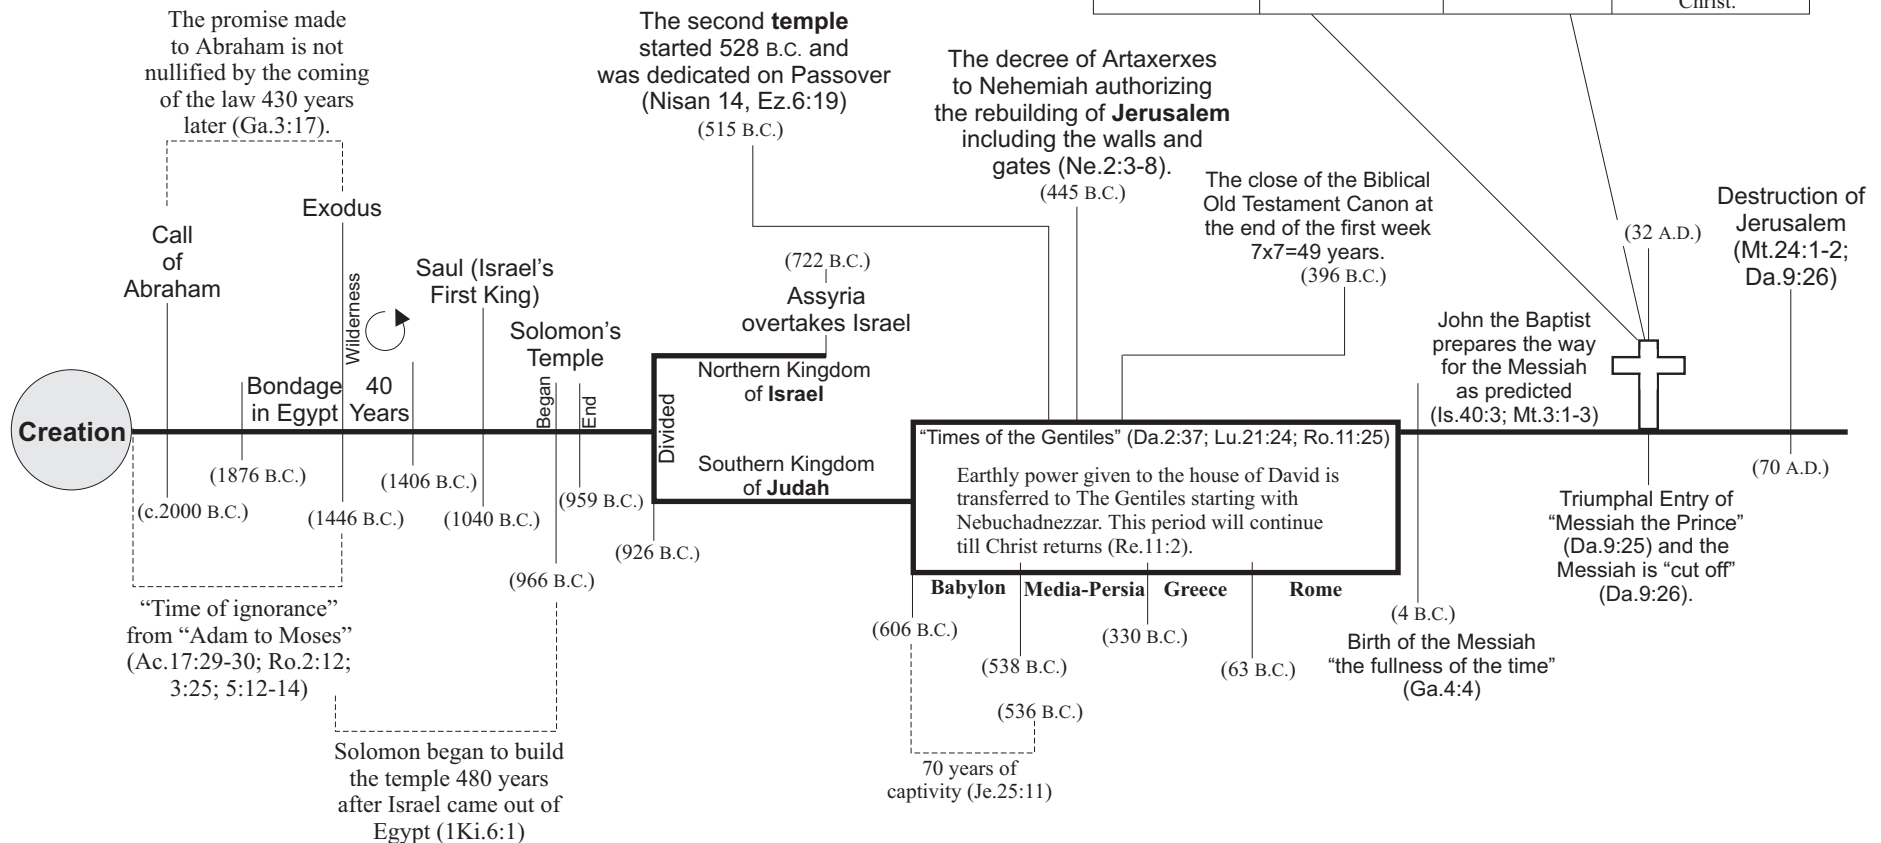 Christ.
The promise made
to Abraham is not
nullified by the coming
of the law 430 years
later (Ga.3:17).
The second temple
started 528 B.C. and
was dedicated on Passover
(Nisan 14, Ez.6:19)
(515 B.C.)
The decree of Artaxerxes
to Nehemiah authorizing
the rebuilding of Jerusalem
including the walls and
gates (Ne.2:3-8).
(445 B.C.)
The close of the Biblical
Old Testament Canon at
the end of the first week
7x7=49 years.
(396 B.C.)
(32 A.D.)
Destruction of
Jerusalem
(Mt.24:1-2;
Da.9:26)
Call
of
Abraham
Exodus
Wilderness
Saul (Israel’s
First King)
Solomon’s
Temple
Began
End
(722 B.C.)
Assyria
overtakes Israel
John the Baptist
prepares the way
for the Messiah
as predicted
(Is.40:3; Mt.3:1-3)
Creation
Bondage
in Egypt
40
Years
Divided
Northern Kingdom
of Israel
Southern Kingdom
of Judah
“Times of the Gentiles” (Da.2:37; Lu.21:24; Ro.11:25)
Earthly power given to the house of David is
transferred to The Gentiles starting with
Nebuchadnezzar. This period will continue
till Christ returns (Re.11:2).
Babylon
Media-Persia
Greece
Rome
(c.2000 B.C.)
(1876 B.C.)
(1446 B.C.)
(1406 B.C.)
(1040 B.C.)
(966 B.C.)
(959 B.C.)
(926 B.C.)
(606 B.C.)
(538 B.C.)
(536 B.C.)
(330 B.C.)
(63 B.C.)
(4 B.C.)
Birth of the Messiah
“the fullness of the time”
(Ga.4:4)
Triumphal Entry of
“Messiah the Prince”
(Da.9:25) and the
Messiah is “cut off”
(Da.9:26).
(70 A.D.)
“Time of ignorance”
from “Adam to Moses”
(Ac.17:29-30; Ro.2:12;
3:25; 5:12-14)
Solomon began to build
the temple 480 years
after Israel came out of
Egypt (1Ki.6:1)
70 years of
captivity (Je.25:11)